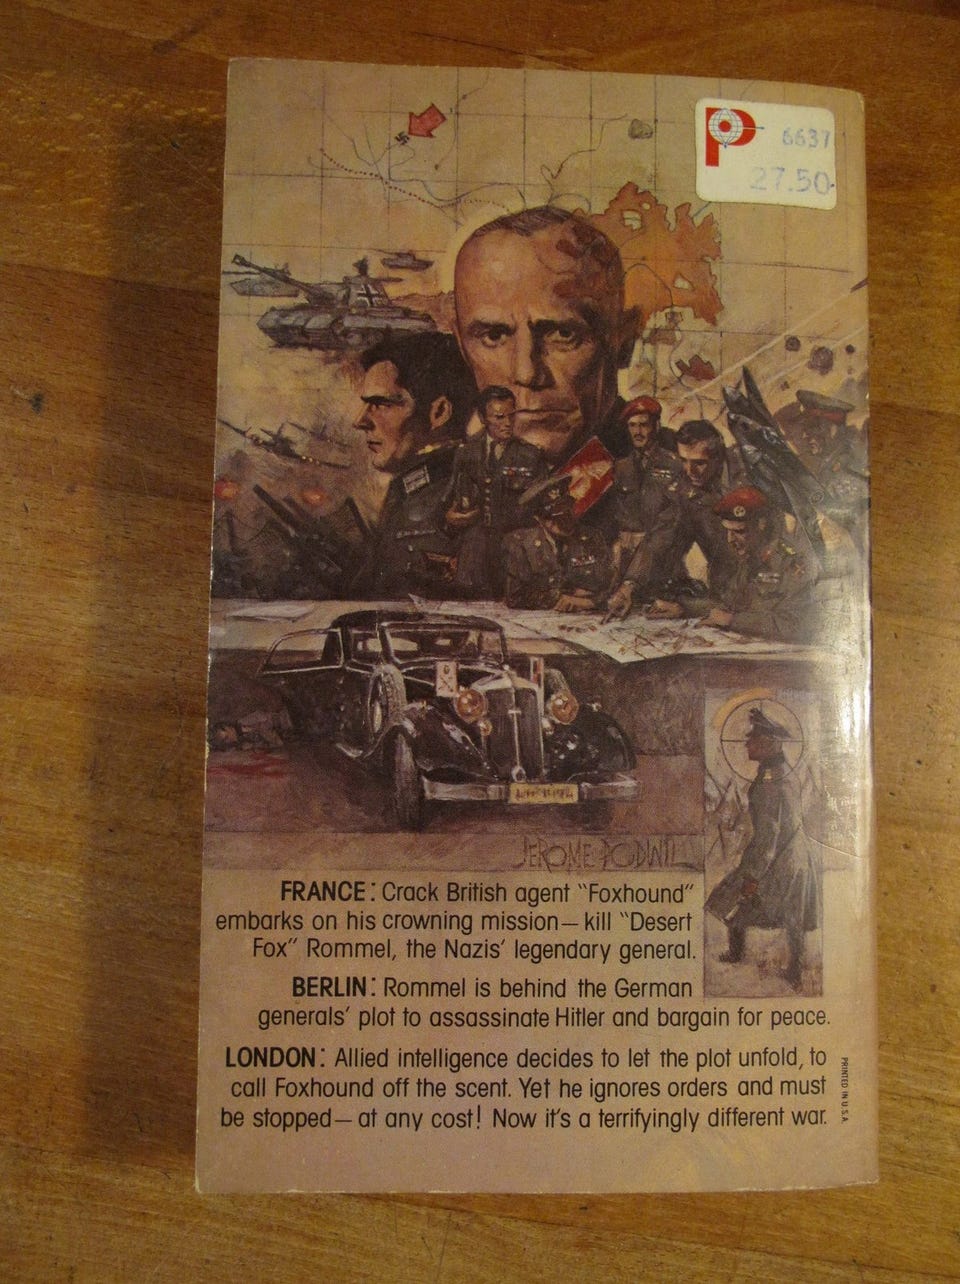 P
6637
27.50
JEROME PODWIL
FRANCE: Crack British agent “Foxhound”
embarks on his crowning mission—kill “Desert
Fox” Rommel, the Nazis’ legendary general.
BERLIN: Rommel is behind the German
generals’ plot to assassinate Hitler and bargain for peace.
LONDON: Allied intelligence decides to let the plot unfold, to
call Foxhound off the scent. Yet he ignores orders and must
be stopped—at any cost! Now it’s a terrifyingly different war.
PRINTED IN U.S.A.